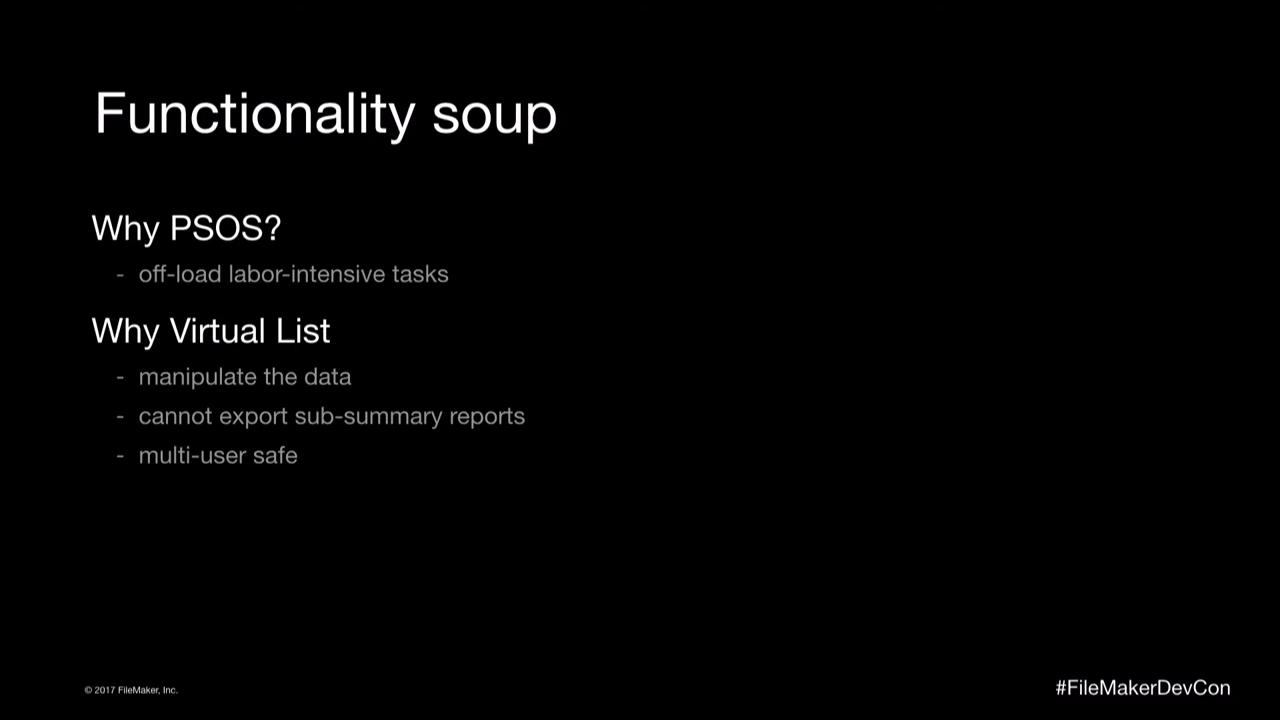 Functionality soup
Why PSOS?
- off-load labor-intensive tasks
Why Virtual List
- manipulate the data
- cannot export sub-summary reports
- multi-user safe
© 2017 FileMaker, Inc.
#FileMakerDevCon